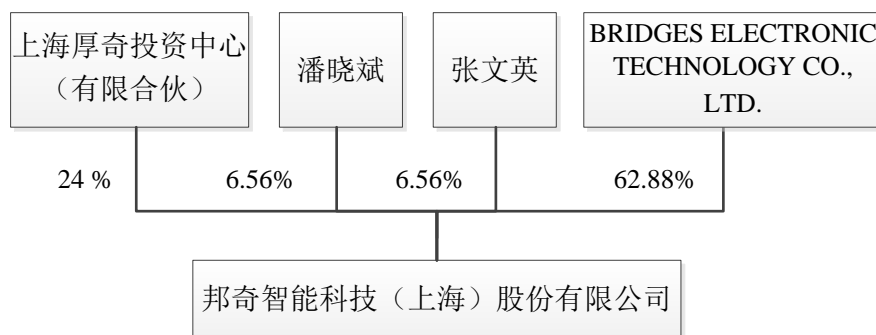 上海厚奇投资中心
（有限合伙）
潘晓斌
张文英
BRIDGES ELECTRONIC
TECHNOLOGY CO.,
LTD.
24 %
6.56%
6.56%
62.88%
邦奇智能科技（上海）股份有限公司